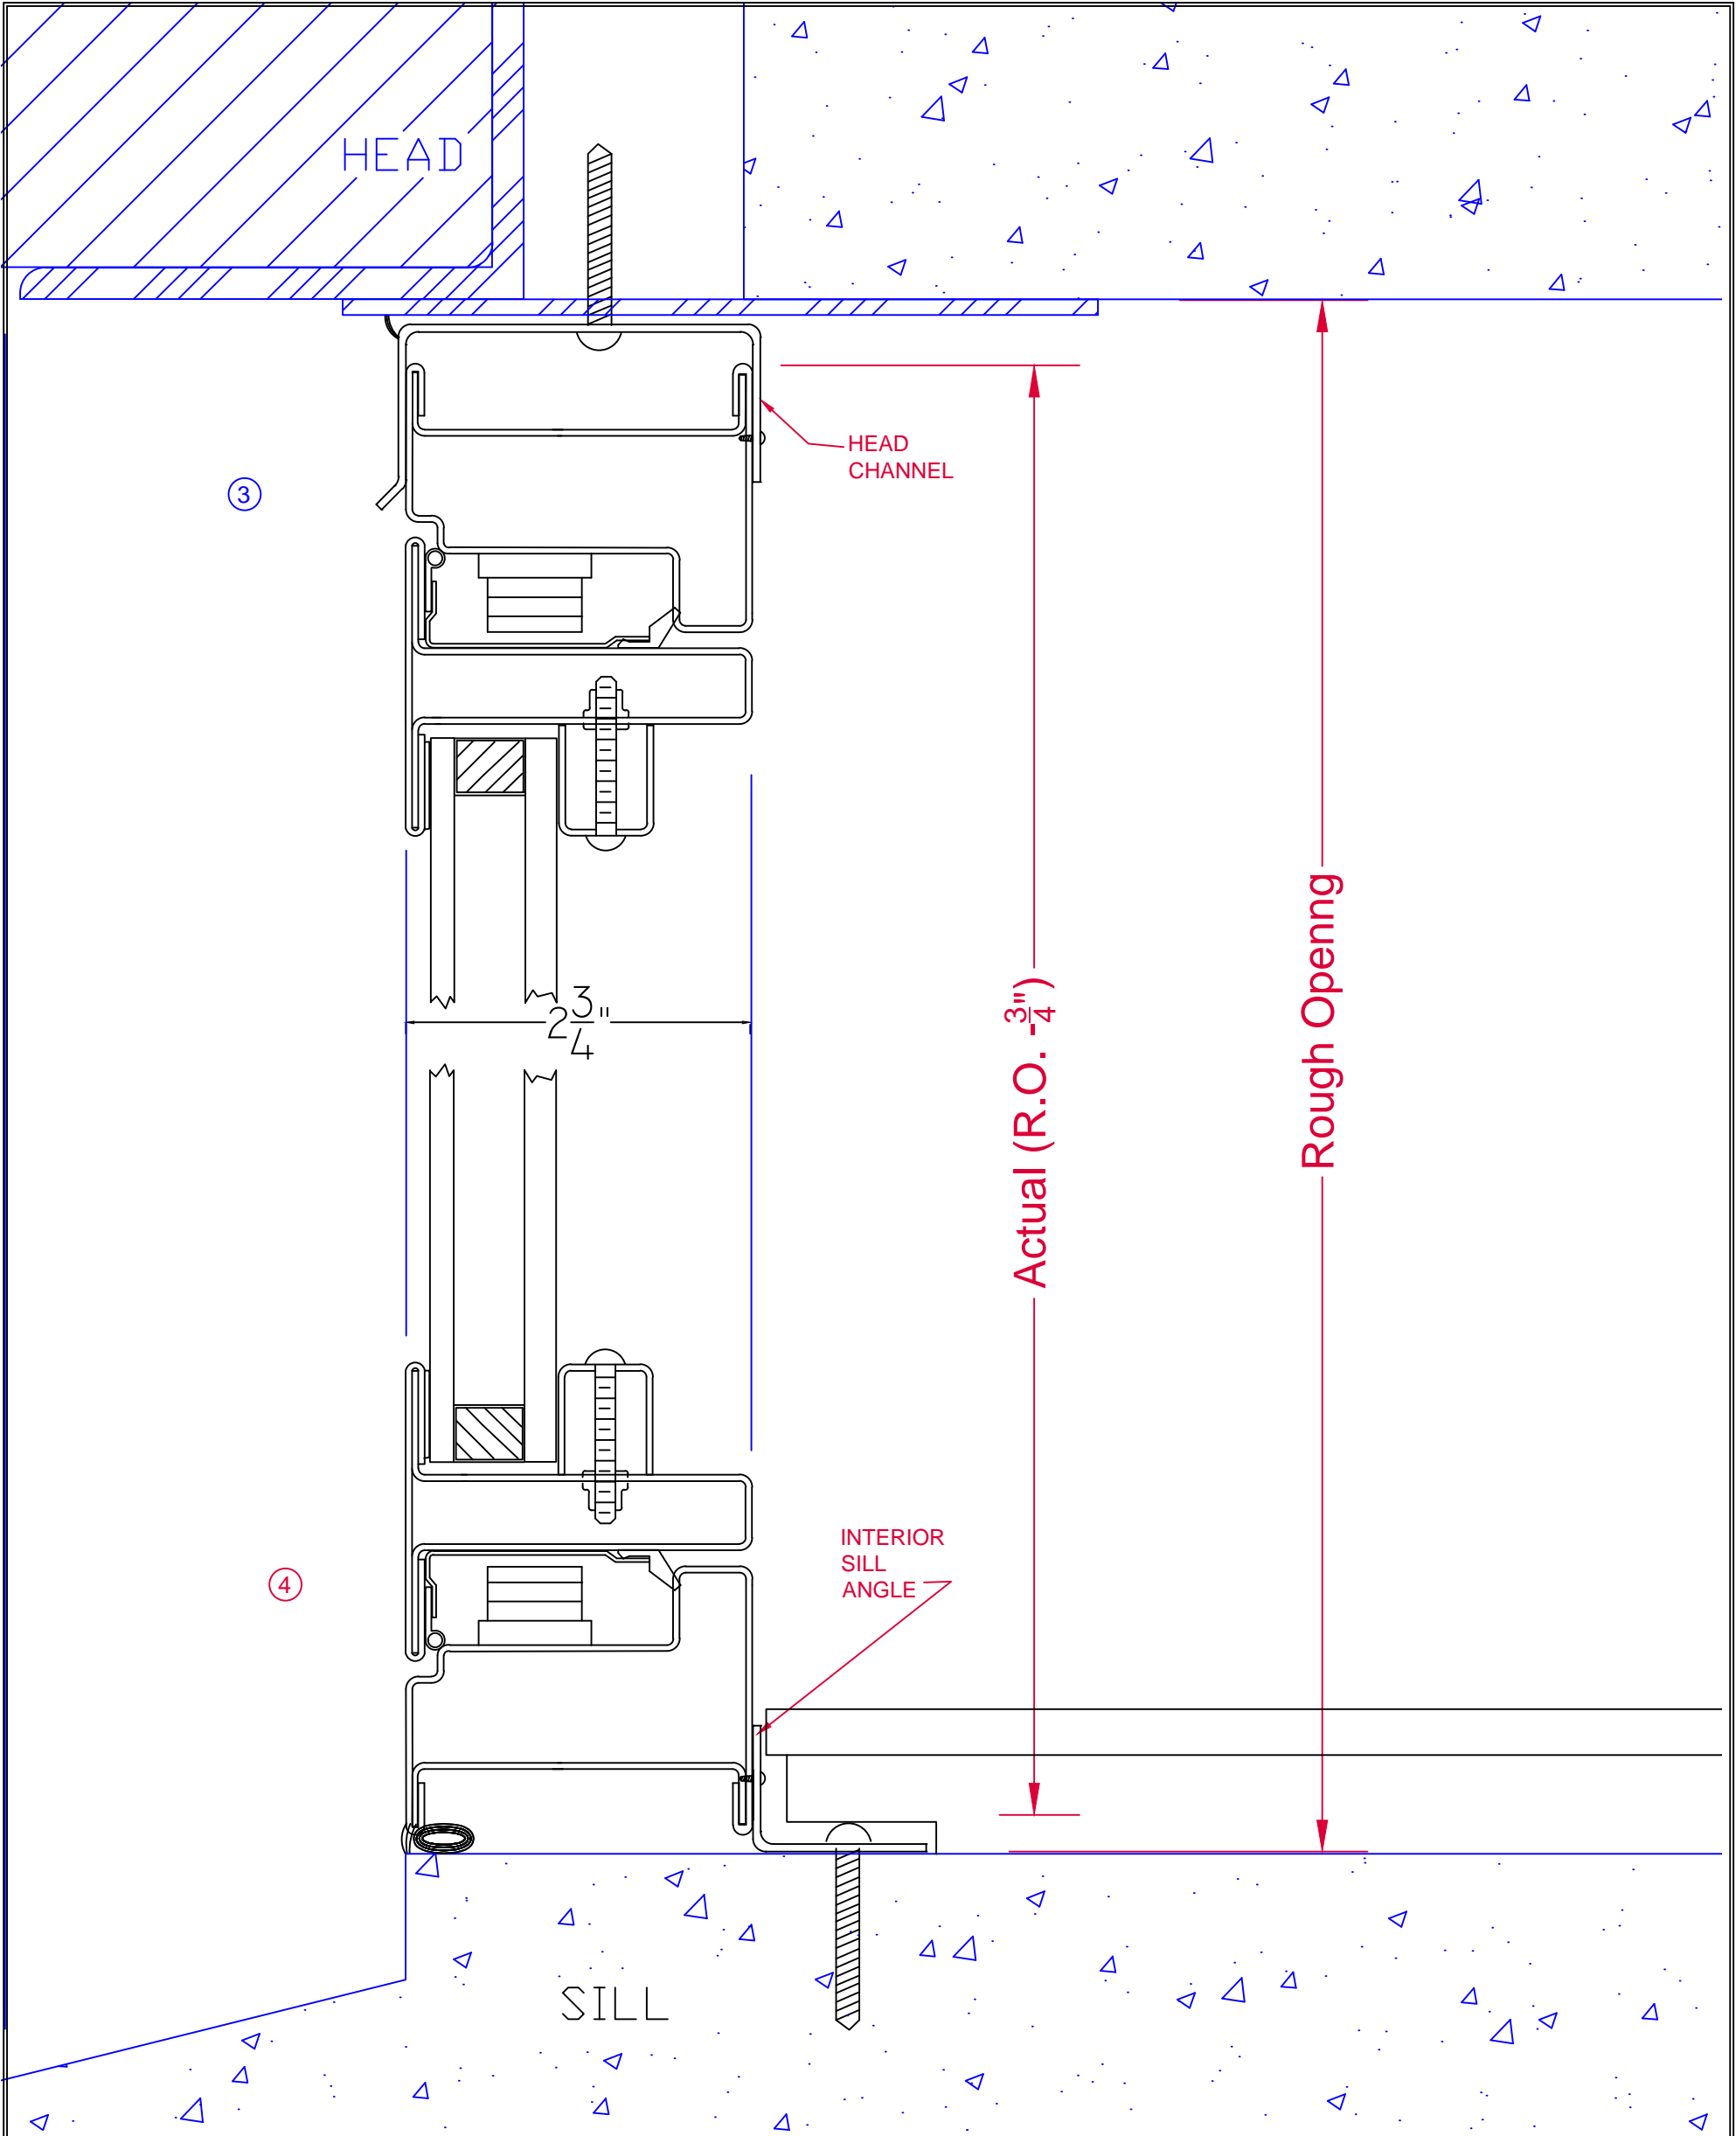 HEAD
HEAD
CHANNEL
3
2 3/4"
Actual (R.O. -3/4")
Rough Openng
INTERIOR
SILL
ANGLE
4
SILL